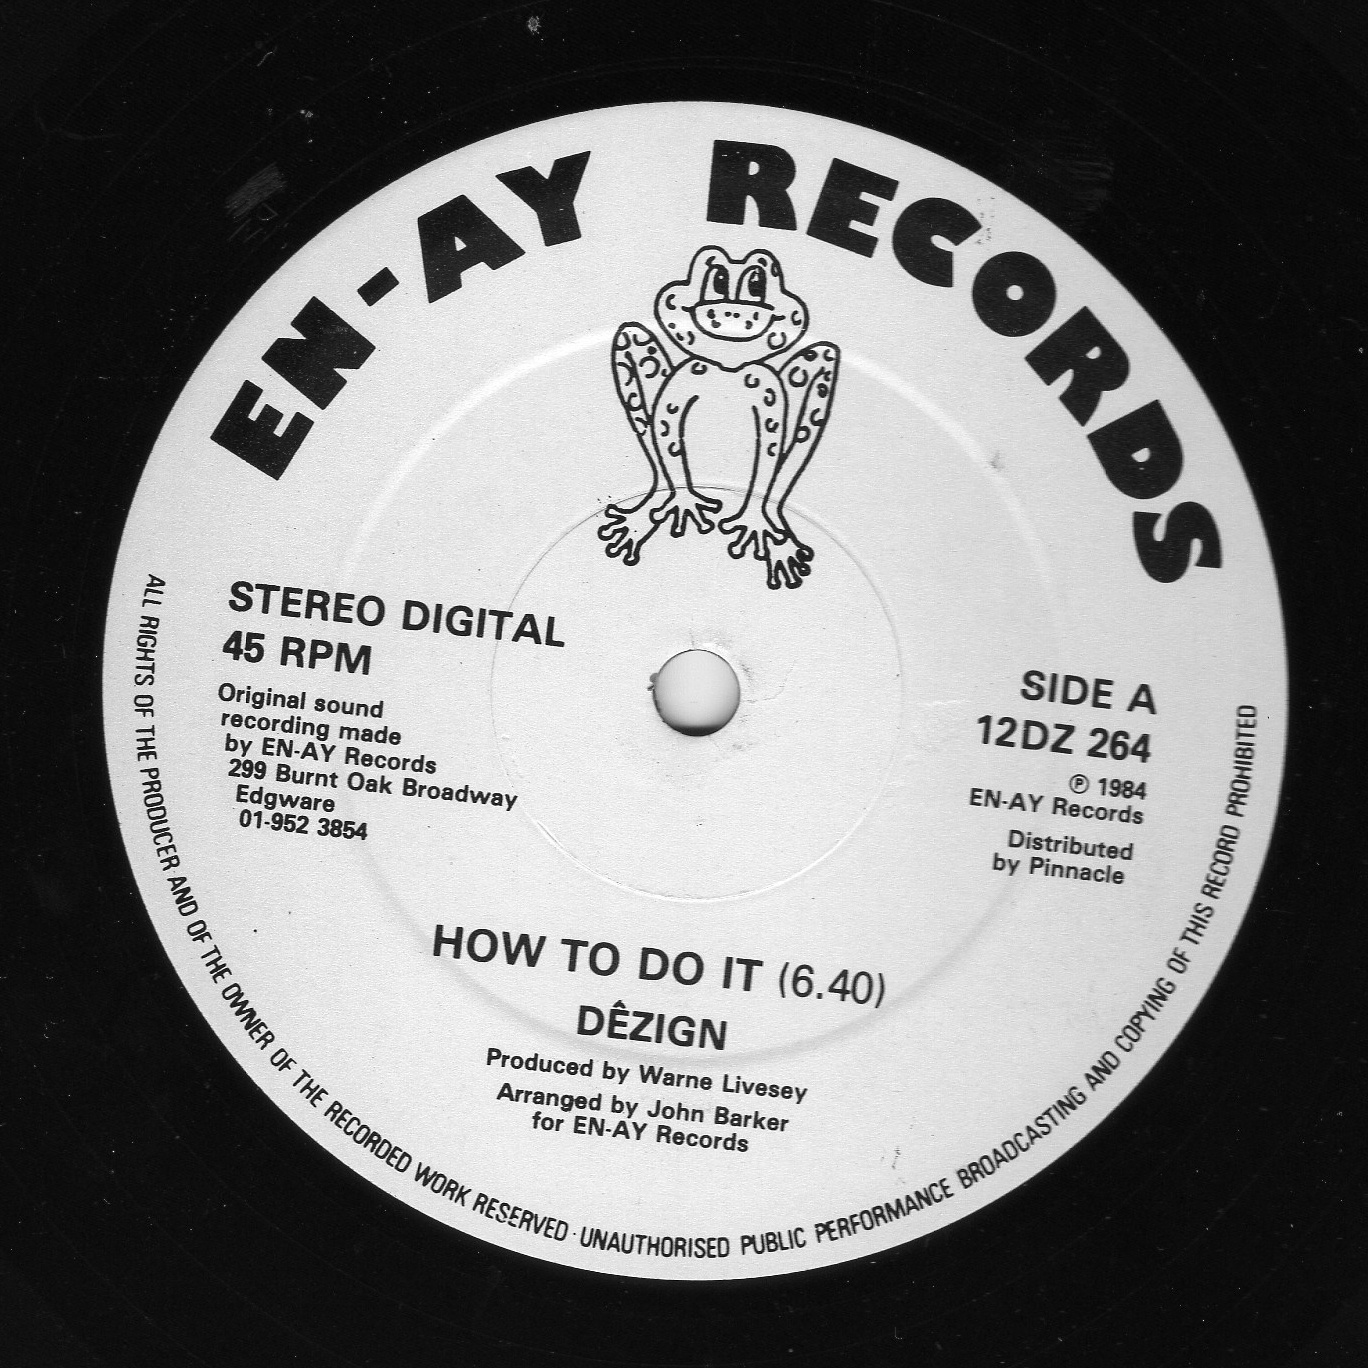 EN-AY RECORDS
STEREO DIGITAL
45 RPM
Original sound
recording made
by EN-AY Records
299 Burnt Oak Broadway
Edgware
01-952 3854
SIDE A
12DZ 264
℗ 1984
EN-AY Records
Distributed
by Pinnacle
HOW TO DO IT (6.40)
DÊZIGN
Produced by Warne Livesey
Arranged by John Barker
for EN-AY Records
ALL RIGHTS OF THE PRODUCER AND OF THE OWNER OF THE RECORDED WORK RESERVED · UNAUTHORISED PUBLIC PERFORMANCE BROADCASTING AND COPYING OF THIS RECORD PROHIBITED